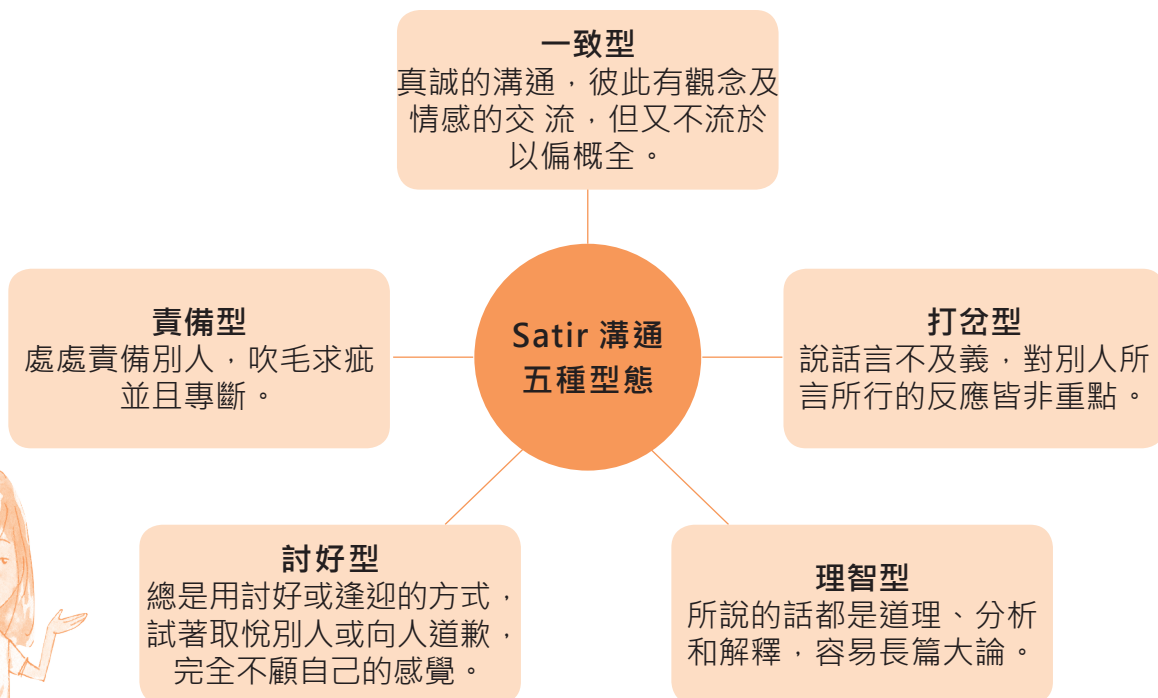 一致型
真誠的溝通，彼此有觀念及
情感的交 流，但又不流於
以偏概全。
責備型
處處責備別人，吹毛求疵
並且專斷。
Satir 溝通
五種型態
打岔型
說話言不及義，對別人所
言所行的反應皆非重點。
討好型
總是用討好或逢迎的方式，
試著取悅別人或向人道歉，
完全不顧自己的感覺。
理智型
所說的話都是道理、分析
和解釋，容易長篇大論。